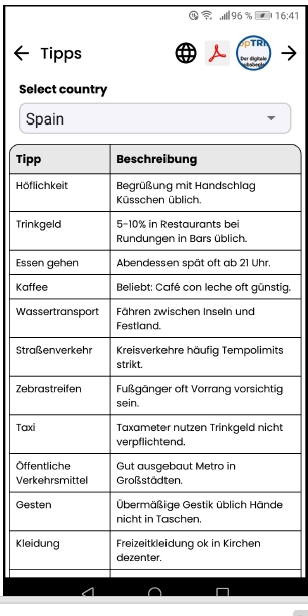 96 % 16:41
Tipps
TRI
Der digitale
Select country
Spain
Tipp Beschreibung
Höflichkeit Begrüßung mit Handschlag
Küsschen üblich.
Trinkgeld 5-10% in Restaurants bei
Rundungen in Bars üblich.
Essen gehen Abendessen spät oft ab 21 Uhr.
Kaffee Beliebt: Café con leche oft günstig.
Wassertransport Fähren zwischen Inseln und
Festland.
Straßenverkehr Kreisverkehre häufig Tempolimits
strikt.
Zebrastreifen Fußgänger oft Vorrang vorsichtig
sein.
Taxi Taxameter nutzen Trinkgeld nicht
verpflichtend.
Öffentliche Gut ausgebaut Metro in
Verkehrsmittel Großstädten.
Gesten Übermäßige Gestik üblich Hände
nicht in Taschen.
Kleidung Freizeitkleidung ok in Kirchen
dezenter.